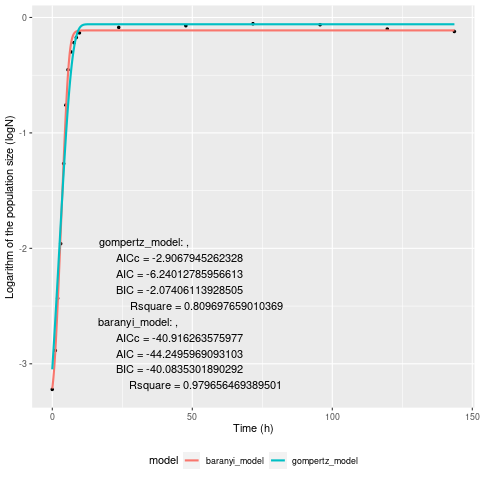 0
-1
-2
-3
Logarithm of the population size (logN)
gompertz_model: ,
AICc = -2.9067945262328
AIC = -6.24012785956613
BIC = -2.07406113928505
Rsquare = 0.809697659010369
baranyi_model: ,
AICc = -40.916263575977
AIC = -44.2495969093103
BIC = -40.0835301890292
Rsquare = 0.979656469389501
0 50 100 150
Time (h)
model baranyi_model gompertz_model